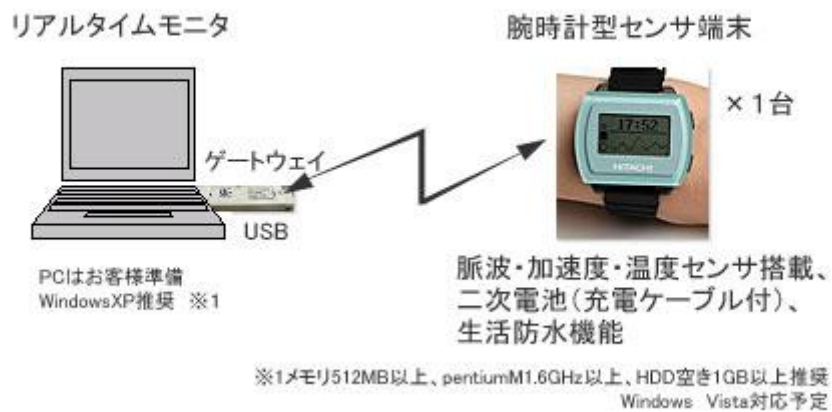 リアルタイムモニタ
腕時計型センサ端末
17:52
HITACHI
×1台
ゲートウェイ
USB
PCはお客様準備
WindowsXP推奨 ※1
脈波・加速度・温度センサ搭載、
二次電池(充電ケーブル付)、
生活防水機能
※1メモリ512MB以上、pentiumM1.6GHz以上、HDD空き1GB以上推奨
Windows Vista対応予定